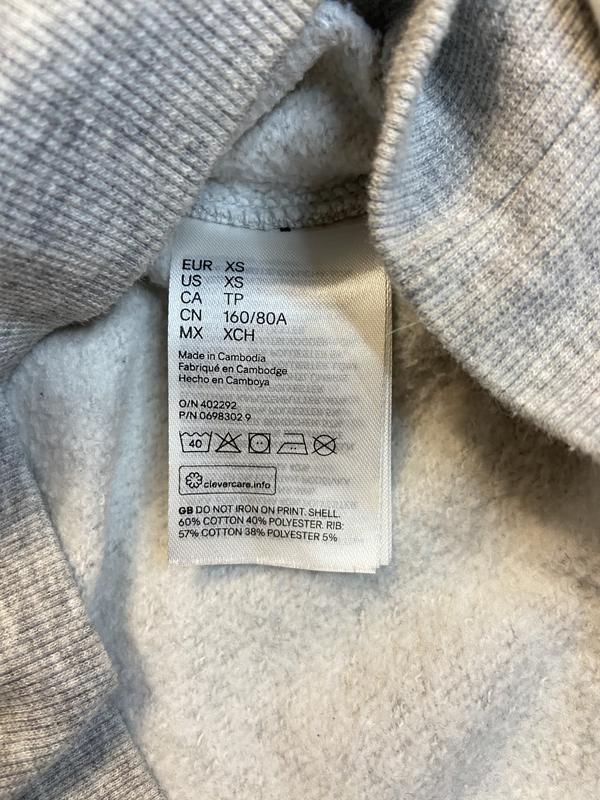 EUR XS
US XS
CA TP
CN 160/80A
MX XCH
Made in Cambodia
Fabriqué en Cambodge
Hecho en Camboya
O/N 402292
P/N 0698302 9
40
clevercare.info
GB DO NOT IRON ON PRINT. SHELL:
60% COTTON 40% POLYESTER. RIB:
57% COTTON 38% POLYESTER 5%